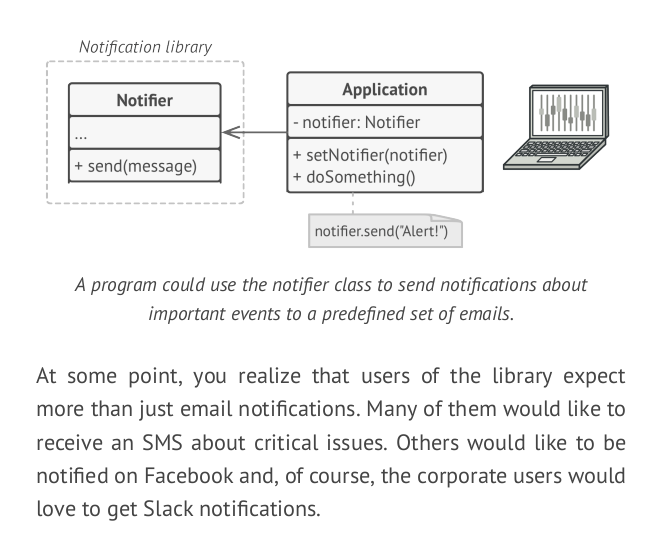 Notification library
Notifier
...
+ send(message)
Application
- notifier: Notifier
+ setNotifier(notifier)
+ doSomething()
notifier.send("Alert!")
A program could use the notifier class to send notifications about
important events to a predefined set of emails.
At some point, you realize that users of the library expect
more than just email notifications. Many of them would like to
receive an SMS about critical issues. Others would like to be
notified on Facebook and, of course, the corporate users would
love to get Slack notifications.